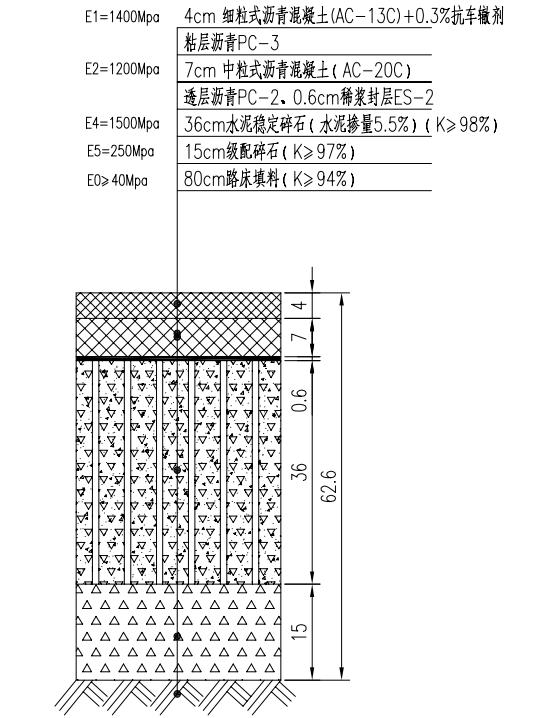 E1=1400Mpa 4cm 细粒式沥青混凝土(AC-13C)+0.3%抗车辙剂
粘层沥青PC-3
E2=1200Mpa 7cm 中粒式沥青混凝土(AC-20C)
透层沥青PC-2、0.6cm稀浆封层ES-2
E4=1500Mpa 36cm水泥稳定碎石(水泥掺量5.5%)(K≥98%)
E5=250Mpa 15cm级配碎石(K≥97%)
E0≥40Mpa 80cm路床填料(K≥94%)
4
7
0.6
36
62.6
15